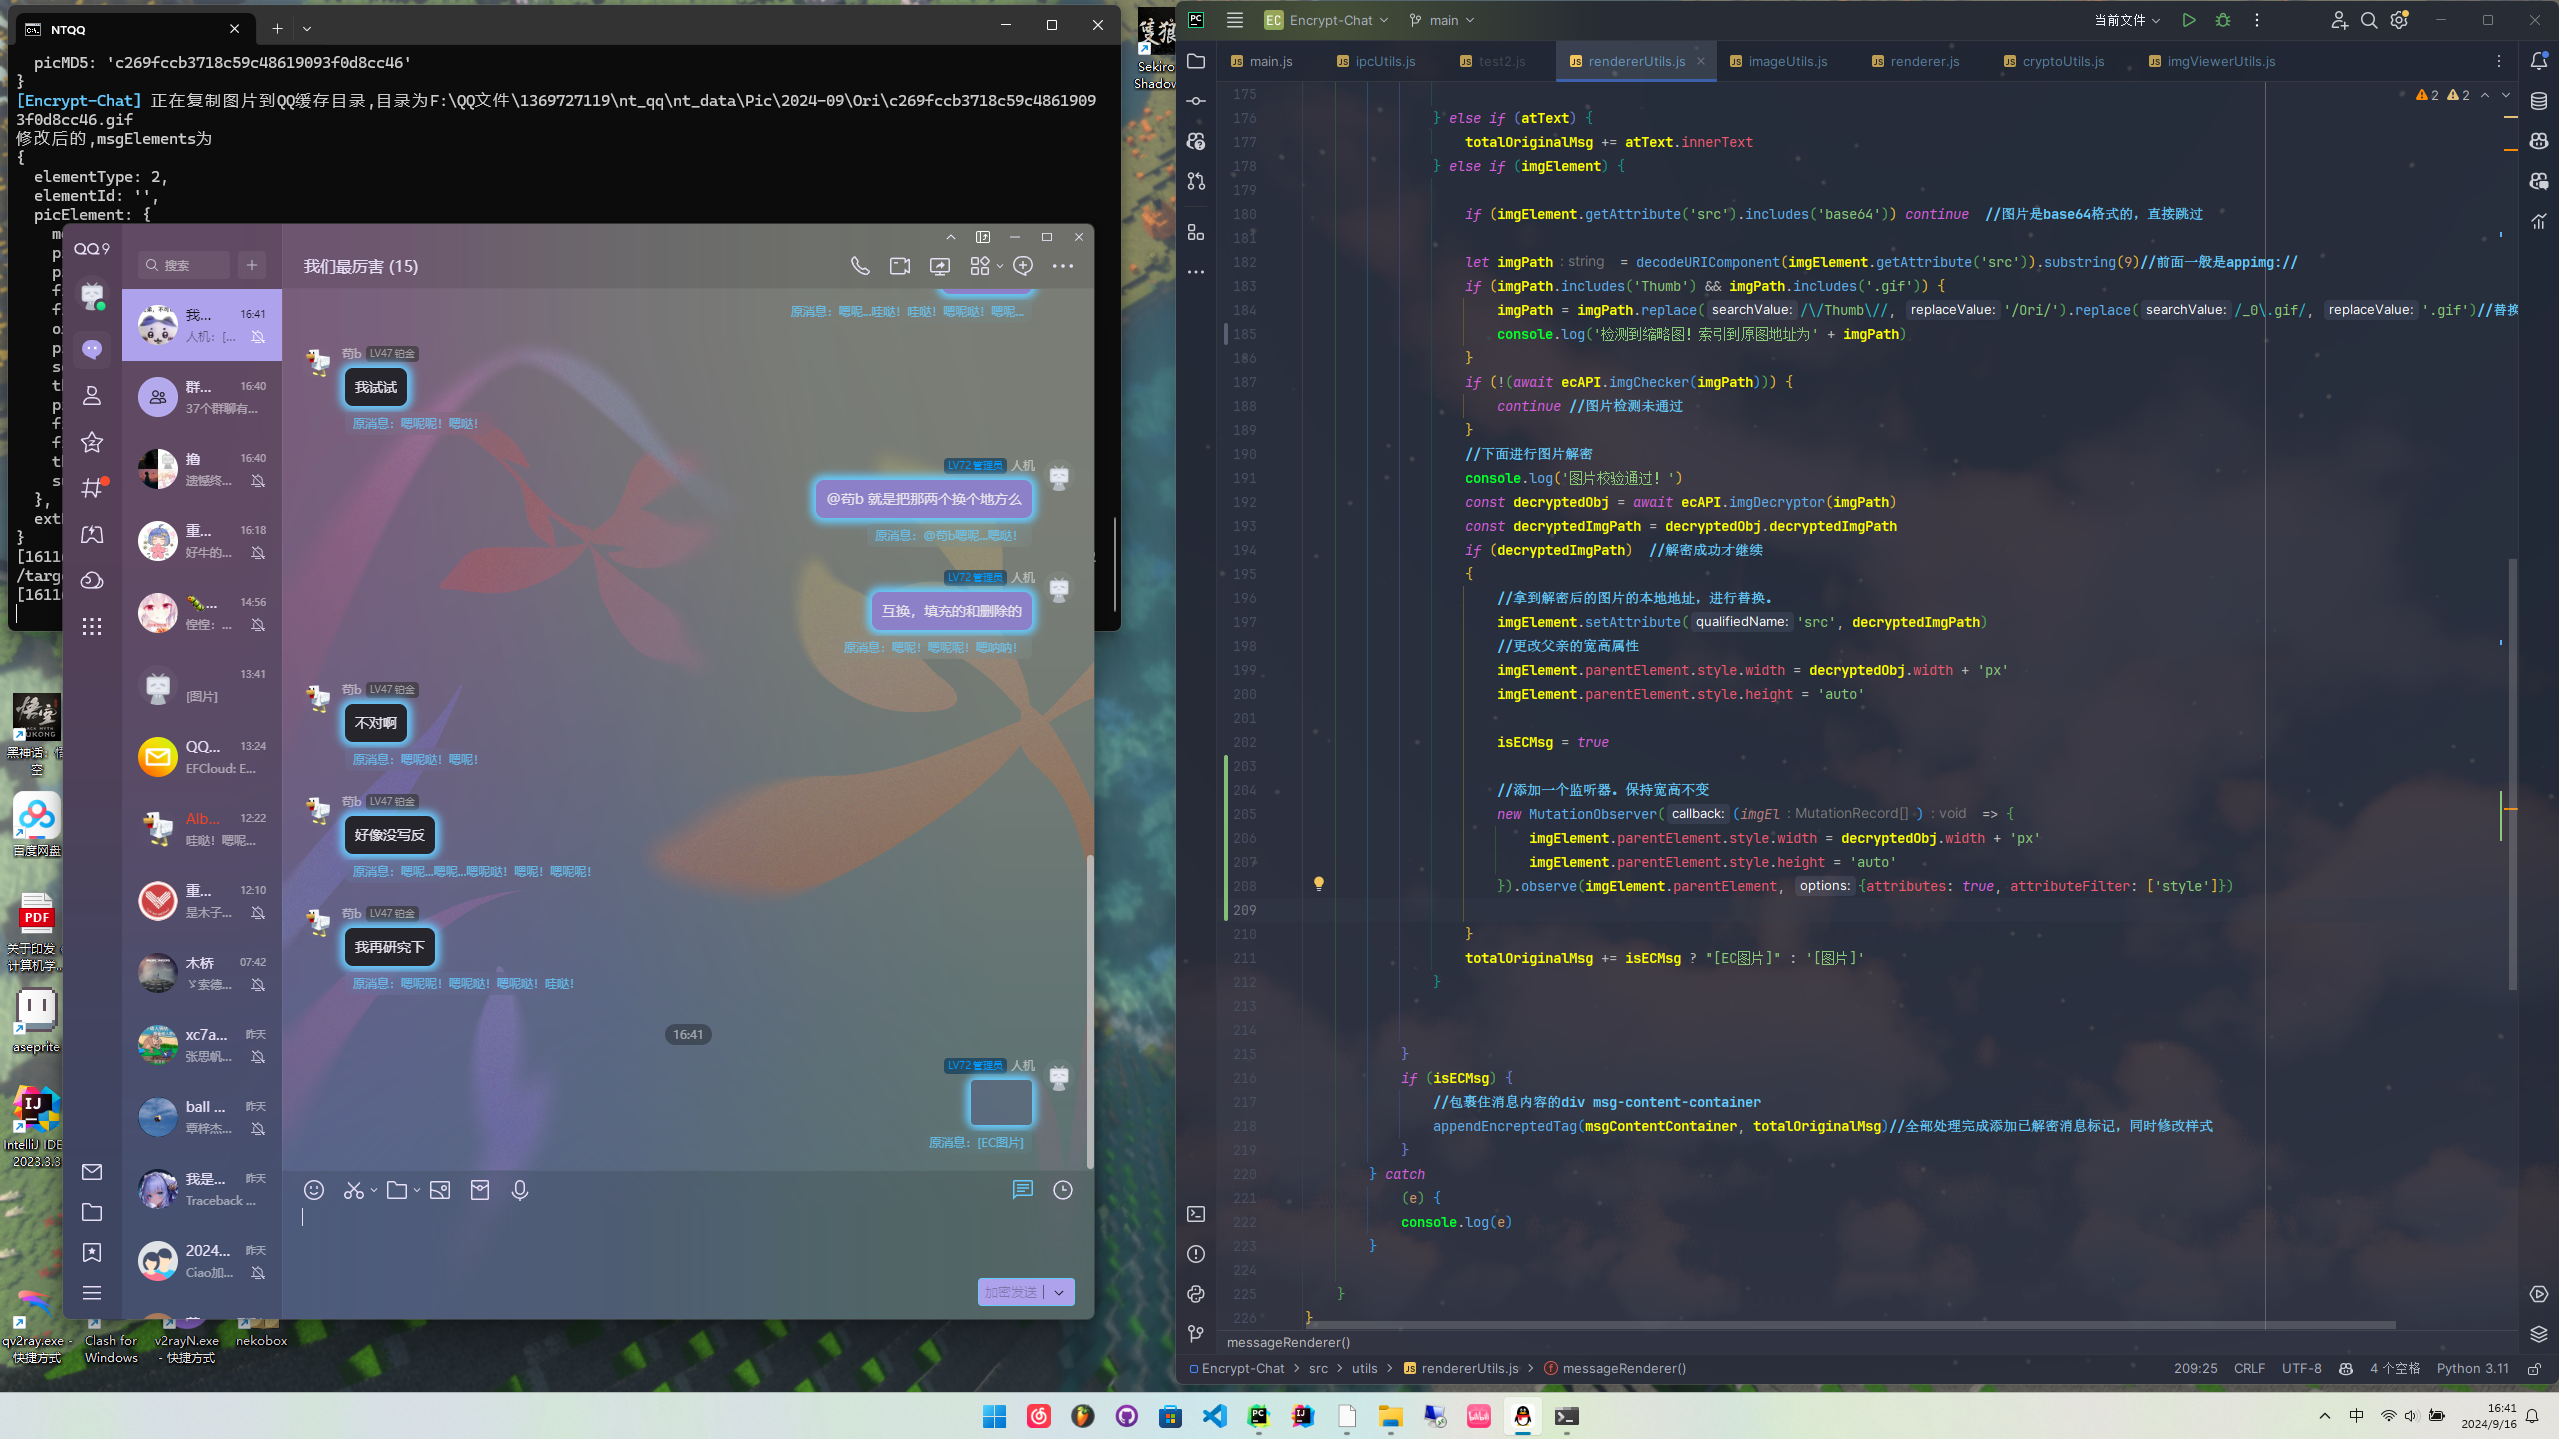 NTQQ
picMD5: 'c269fccb3718c59c48619093f0d8cc46'
}
[Encrypt-Chat] 正在复制图片到QQ缓存目录,目录为F:\QQ文件\1369727119\nt_qq\nt_data\Pic\2024-09\Ori\c269fccb3718c59c4861909
3f0d8cc46.gif
修改后的,msgElements为
{
elementType: 2,
elementId: '',
picElement: {
},
}
Sekiro
Shadow
QQ9
搜索
我们最厉害 (15)
我... 16:41
人机: [...
群... 16:40
37个群聊有...
撸 16:40
遗憾终...
重... 16:18
好牛的...
14:56
惶惶: ...
13:41
[图片]
QQ... 13:24
EFCloud: E...
Alb... 12:22
哇哒! 嗯呢...
重... 12:10
是木子...
木桥 07:42
xc7a... 昨天
张思帆...
ball ... 昨天
覃梓杰...
我是... 昨天
Traceback ...
2024... 昨天
Ciao加...
原消息: 嗯呢...哇哒! 哇哒! 嗯呢哒! 嗯呢...
苟b LV47 铂金
我试试
原消息: 嗯呢呢! 嗯哒!
LV72 管理员 人机
@苟b 就是把那两个换个地方么
原消息: @苟b嗯呢...嗯哒!
LV72 管理员 人机
互换，填充的和删除的
原消息: 嗯呢! 嗯呢呢! 嗯呐呐!
苟b LV47 铂金
不对啊
原消息: 嗯呢哒! 嗯呢!
苟b LV47 铂金
好像没写反
原消息: 嗯呢...嗯呢...嗯呢哒! 嗯呢! 嗯呢呢!
苟b LV47 铂金
我再研究下
原消息: 嗯呢呢! 嗯呢哒! 嗯呢哒! 哇哒!
16:41
LV72 管理员 人机
原消息: [EC图片]
加密发送
黑神话: 悟
空
百度网盘
关于印发
计算机学...
aseprite
IntelliJ IDE
2023.3.3
qv2ray.exe -
快捷方式
Clash for
Windows
v2rayN.exe
- 快捷方式
nekobox
EC Encrypt-Chat main 当前文件
main.js ipcUtils.js test2.js rendererUtils.js imageUtils.js renderer.js cryptoUtils.js imgViewerUtils.js
2 2
175
176 } else if (atText) {
177 totalOriginalMsg += atText.innerText
178 } else if (imgElement) {
179
180 if (imgElement.getAttribute('src').includes('base64')) continue //图片是base64格式的，直接跳过
181
182 let imgPath : string = decodeURIComponent(imgElement.getAttribute('src')).substring(9)//前面一般是appimg://
183 if (imgPath.includes('Thumb') && imgPath.includes('.gif')) {
184 imgPath = imgPath.replace( searchValue: /\/Thumb\//, replaceValue: '/Ori/').replace( searchValue: /_0\.gif/, replaceValue: '.gif')//替换
185 console.log('检测到缩略图！索引到原图地址为' + imgPath)
186 }
187 if (!(await ecAPI.imgChecker(imgPath))) {
188 continue //图片检测未通过
189 }
190 //下面进行图片解密
191 console.log('图片校验通过！')
192 const decryptedObj = await ecAPI.imgDecryptor(imgPath)
193 const decryptedImgPath = decryptedObj.decryptedImgPath
194 if (decryptedImgPath) //解密成功才继续
195 {
196 //拿到解密后的图片的本地地址，进行替换。
197 imgElement.setAttribute( qualifiedName: 'src', decryptedImgPath)
198 //更改父亲的宽高属性
199 imgElement.parentElement.style.width = decryptedObj.width + 'px'
200 imgElement.parentElement.style.height = 'auto'
201
202 isECMsg = true
203
204 //添加一个监听器。保持宽高不变
205 new MutationObserver( callback: (imgEl : MutationRecord[] ) : void => {
206 imgElement.parentElement.style.width = decryptedObj.width + 'px'
207 imgElement.parentElement.style.height = 'auto'
208 }).observe(imgElement.parentElement, options: {attributes: true, attributeFilter: ['style']})
209
210 }
211 totalOriginalMsg += isECMsg ? "[EC图片]" : '[图片]'
212 }
213
214
215 }
216 if (isECMsg) {
217 //包裹住消息内容的div msg-content-container
218 appendEncreptedTag(msgContentContainer, totalOriginalMsg)//全部处理完成添加已解密消息标记，同时修改样式
219 }
220 } catch
221 (e) {
222 console.log(e)
223 }
224
225 }
226 }
messageRenderer()
Encrypt-Chat > src > utils > rendererUtils.js > messageRenderer()
209:25 CRLF UTF-8 4 个空格 Python 3.11
中 16:41
2024/9/16